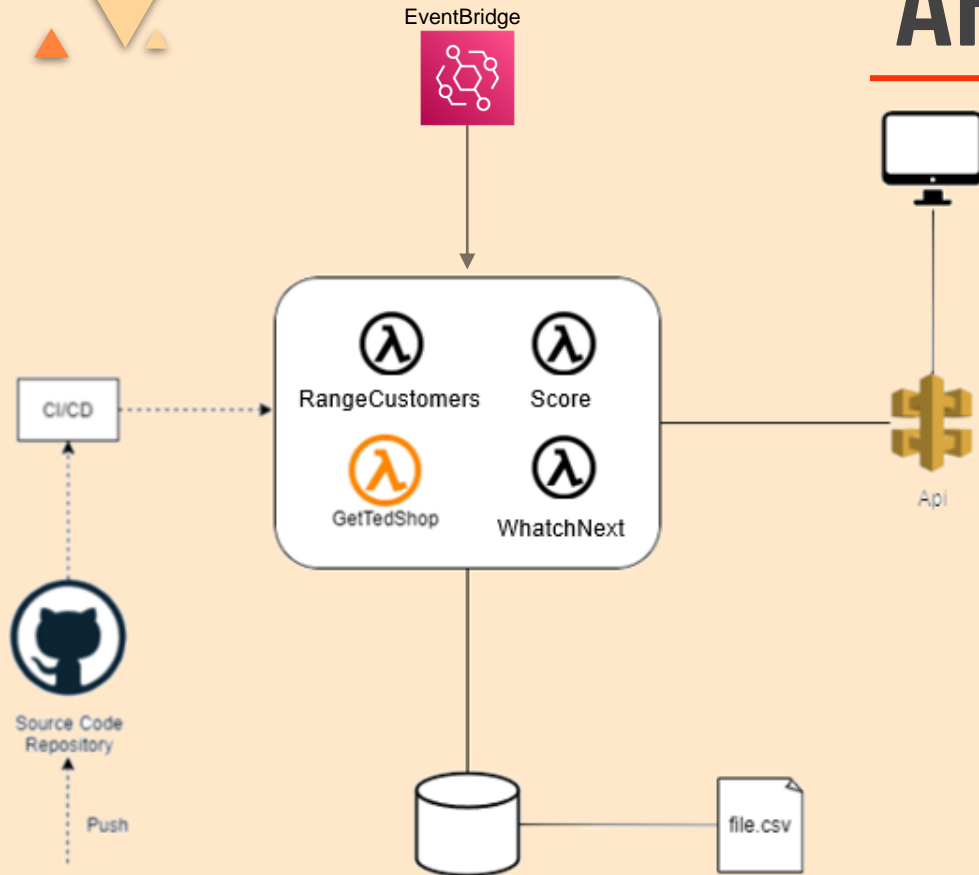 EventBridge
RangeCustomers
Score
CI/CD
GetTedShop
WhatchNext
Api
Source Code
Repository
Push
file.csv